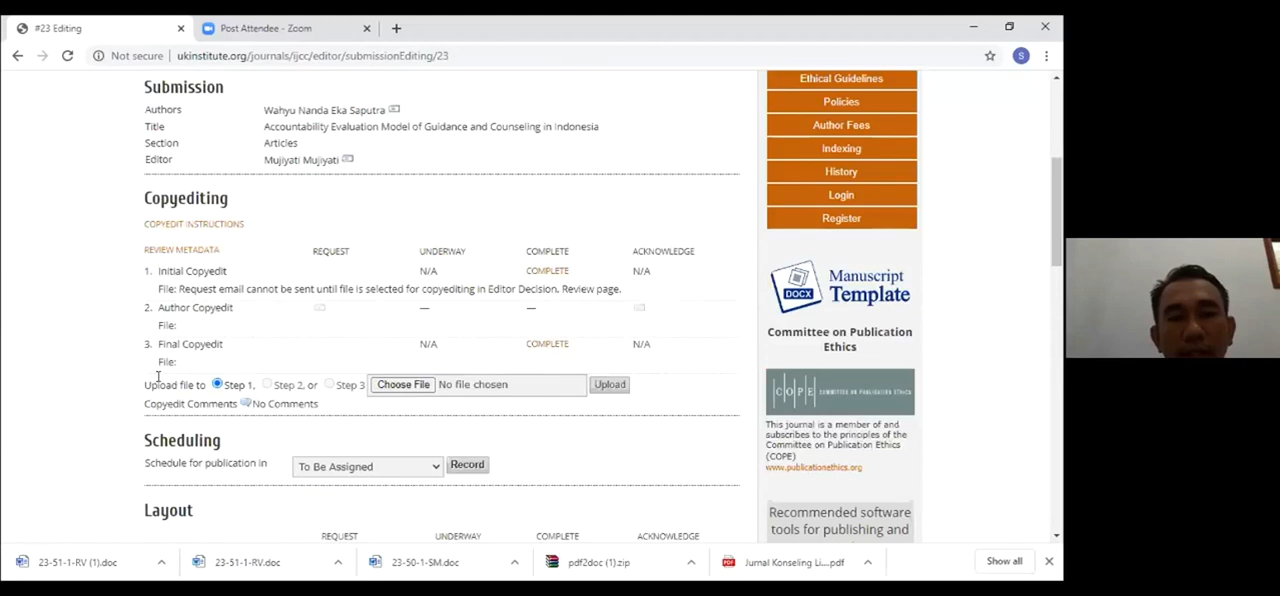 #23 Editing
Post Attendee - Zoom
Not secure
ukinstitute.org/journals/ijcc/editor/submissionEditing/23
S
Submission
Authors Wahyu Nanda Eka Saputra
Title Accountability Evaluation Model of Guidance and Counseling in Indonesia
Section Articles
Editor Mujiyati Mujiyati
Copyediting
COPYEDIT INSTRUCTIONS
REVIEW METADATA REQUEST UNDERWAY COMPLETE ACKNOWLEDGE
1. Initial Copyedit N/A COMPLETE N/A
File: Request email cannot be sent until file is selected for copyediting in Editor Decision, Review page.
2. Author Copyedit — —
File:
3. Final Copyedit N/A COMPLETE N/A
File:
Upload file to Step 1, Step 2, or Step 3 Choose File No file chosen Upload
Copyedit Comments No Comments
Scheduling
Schedule for publication in To Be Assigned Record
Layout
REQUEST UNDERWAY COMPLETE ACKNOWLEDGE
Ethical Guidelines
Policies
Author Fees
Indexing
History
Login
Register
DOCX
Manuscript
Template
Committee on Publication
Ethics
C O P E COMMITTEE ON PUBLICATION ETHICS
This journal is a member of and
subscribes to the principles of the
Committee on Publication Ethics
(COPE)
www.publicationethics.org
Recommended software
tools for publishing and
23-51-1-RV (1).doc
23-51-1-RV.doc
23-50-1-SM.doc
pdf2doc (1).zip
Jurnal Konseling Li....pdf
Show all